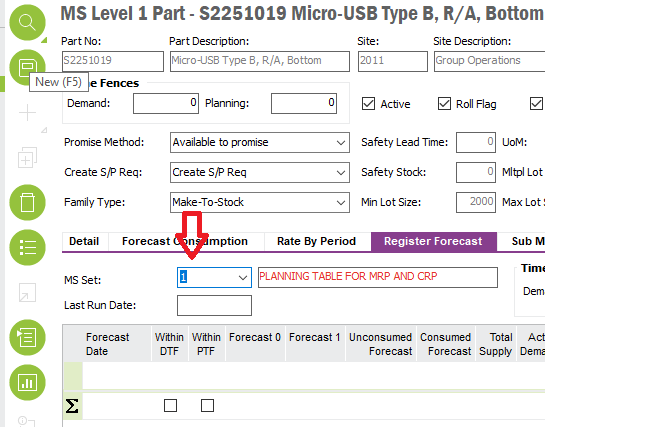 MS Level 1 Part - S2251019 Micro-USB Type B, R/A, Bottom
Part No: Part Description: Site: Site Description:
S2251019 Micro-USB Type B, R/A, Bottom 2011 Group Operations
New (F5)
Fences
Demand: 0 Planning: 0 Active Roll Flag
Promise Method: Available to promise Safety Lead Time: 0 UoM:
Create S/P Req: Create S/P Req Safety Stock: 0 Mltpl Lot
Family Type: Make-To-Stock Min Lot Size: 2000 Max Lot
Detail Forecast Consumption Rate By Period Register Forecast Sub M
MS Set: 1 PLANNING TABLE FOR MRP AND CRP Time
Dem
Last Run Date:
Forecast Within Within Forecast 0 Forecast 1 Unconsumed Consumed Total Act
Date DTF PTF Forecast Forecast Supply Dema
Σ